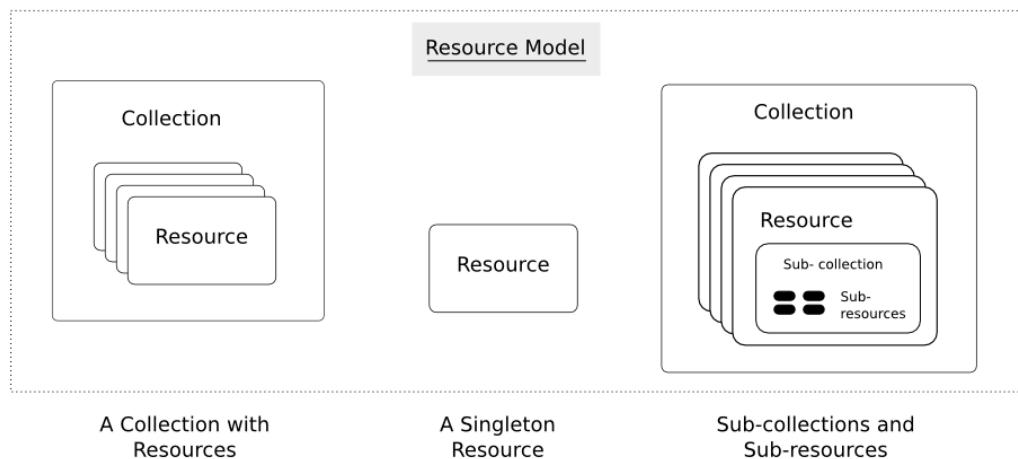 Resource Model
Collection
Resource
Resource
Collection
Resource
Sub- collection
Sub-
resources
A Collection with
Resources
A Singleton
Resource
Sub-collections and
Sub-resources